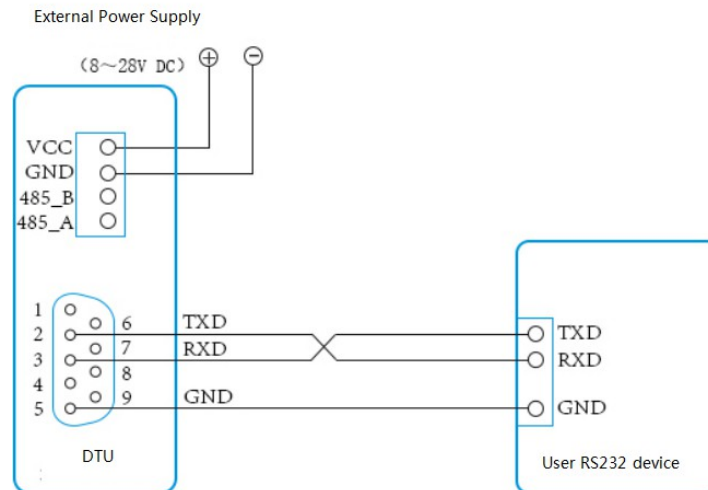 External Power Supply
(8～28V DC)
VCC
GND
485_B
485_A
1
6
2
TXD
TXD
7
3
RXD
RXD
8
4
9
5
GND
GND
DTU
User RS232 device